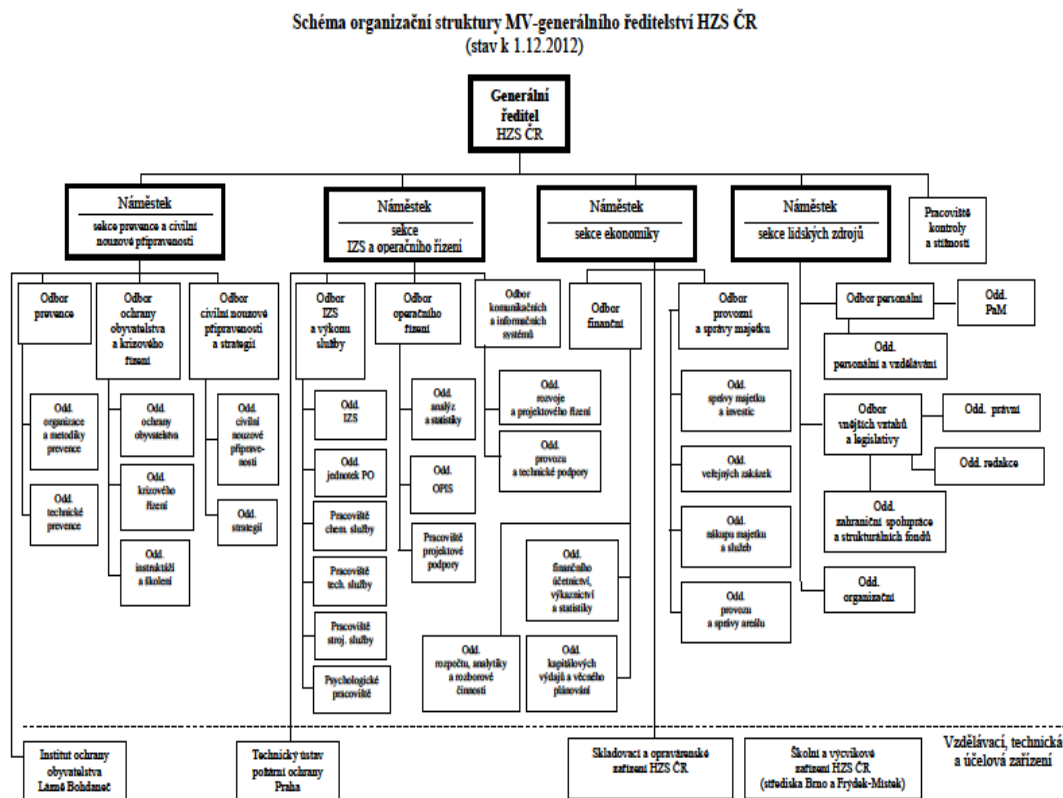 Schéma organizační struktury MV-generálního ředitelství HZS ČR
(stav k 1.12.2012)
Generální
ředitel
HZS ČR
Náměstek
sekce prevence a civilní
nouzové připravenosti
Náměstek
sekce
IZS a operačního řízení
Náměstek
sekce ekonomiky
Náměstek
sekce lidských zdrojů
Pracoviště
kontroly
a stížností
Odbor
prevence
Odbor
ochrany
obyvatelstva
a krizového
řízení
Odbor
civilní nouzové
připravenosti
a strategií
Odbor
IZS
a výkonu
služby
Odbor
operačního
řízení
Odbor
komunikačních
a informačních
systémů
Odbor
finanční
Odbor
provozní
a správy majetku
Odbor personální
Odd.
PaM
Odd.
personální a vzdělávání
Odd.
organizace
a metodiky
prevence
Odd.
technické
prevence
Odd.
ochrany
obyvatelstva
Odd.
krizového
řízení
Odd.
instruktáží
a školení
Odd.
civilní
nouzové
připrave-
nosti
Odd.
strategií
Odd.
IZS
Odd.
jednotek PO
Pracoviště
chem. služby
Pracoviště
tech. služby
Pracoviště
stroj. služby
Psychologické
pracoviště
Odd.
analýz
a statistiky
Odd.
OPIS
Pracoviště
projektové
podpory
Odd.
rozvoje
a projektového řízení
Odd.
provozu
a technické podpory
Odd.
finančního
účetnictví,
výkaznictví
a statistiky
Odd.
rozpočtu, analytiky
a rozborové
činnosti
Odd.
kapitálových
výdajů a věcného
plánování
Odd.
správy majetku
a investic
Odd.
veřejných zakázek
Odd.
nákupu majetku
a služeb
Odd.
provozu
a správy areálu
Odbor
vnějších vztahů
a legislativy
Odd. právní
Odd. redakce
Odd.
zahraniční spolupráce
a strukturálních fondů
Odd.
organizační
Institut ochrany
obyvatelstva
Lázně Bohdaneč
Technický ústav
požární ochrany
Praha
Skladovací a opravárenské
zařízení HZS ČR
Školní a výcvikové
zařízení HZS ČR
(střediska Brno a Frýdek-Místek)
Vzdělávací, technická
a účelová zařízení